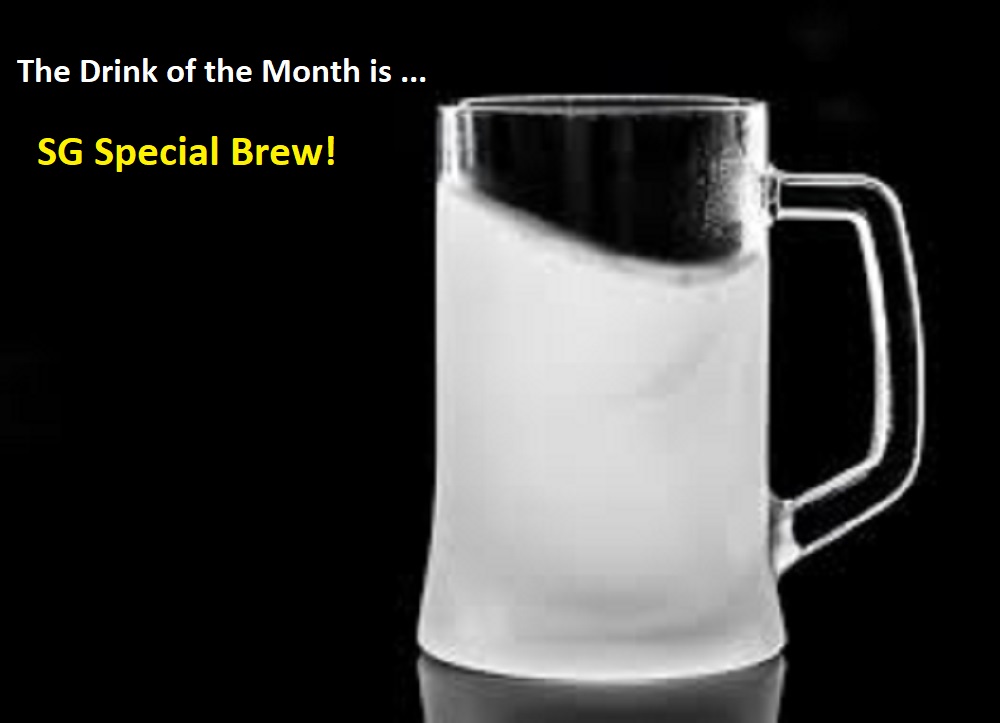 The Drink of the Month is ...
SG Special Brew!